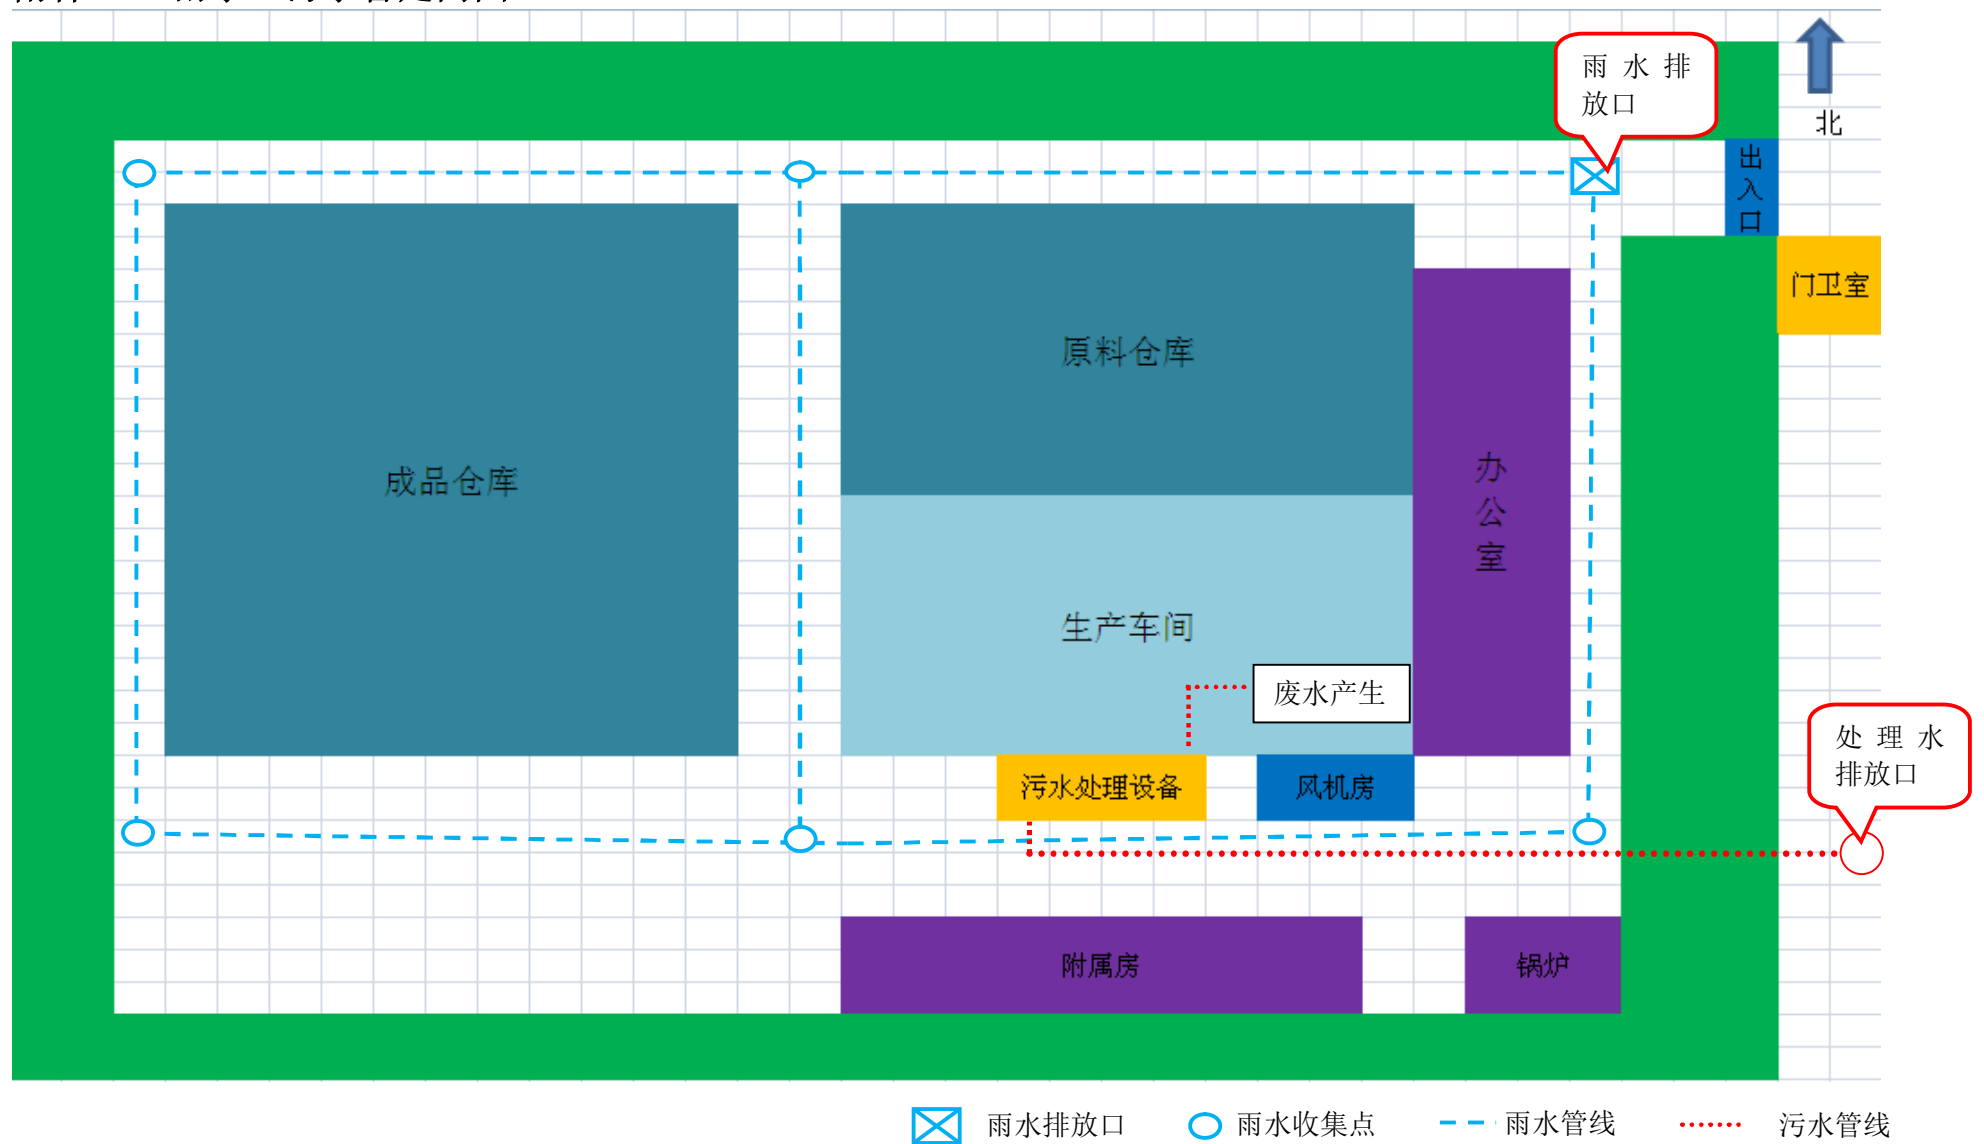 雨水排
放口
北
出
入
口
门卫室
原料仓库
成品仓库
办
公
室
生产车间
废水产生
处理水
排放口
污水处理设备
风机房
附属房
锅炉
雨水排放口
雨水收集点
雨水管线
污水管线